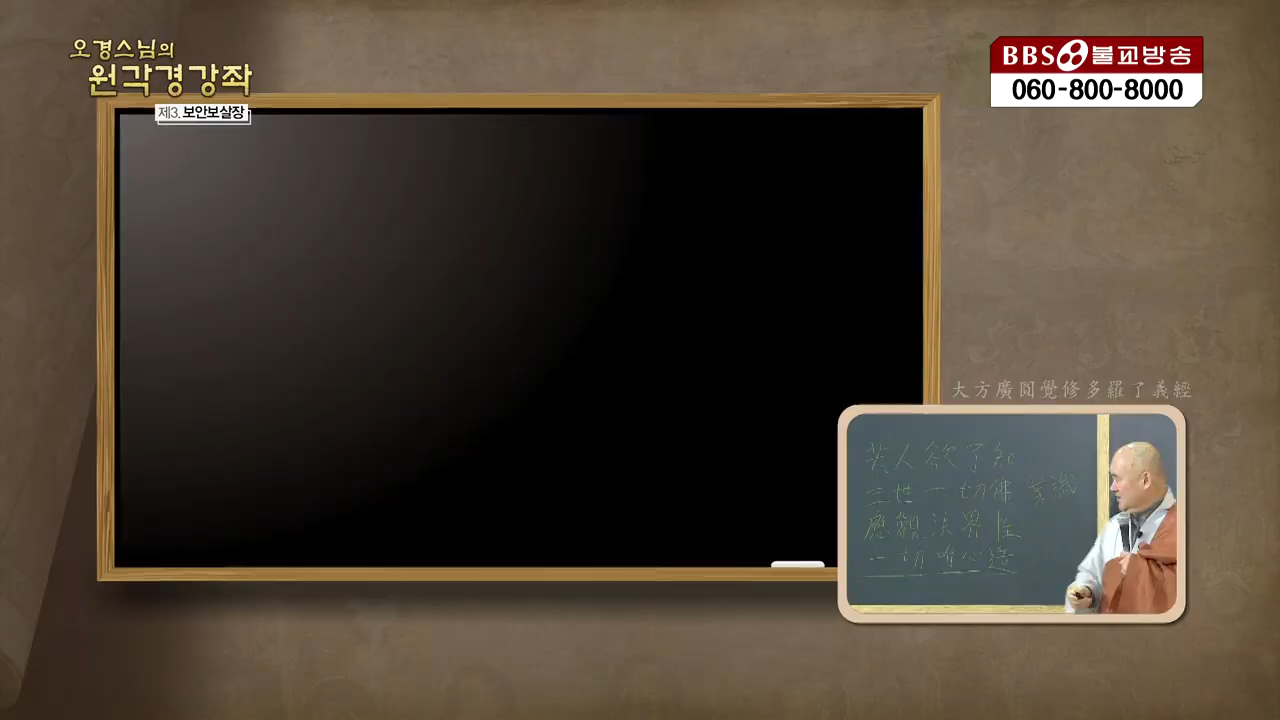 오경스님의
원각경강좌
제3. 보안보살장
BBS 불교방송
060-800-8000
大方廣圓覺修多羅了義經
若人欲了知
三世一切佛 業識
應觀法界性
一切唯心造